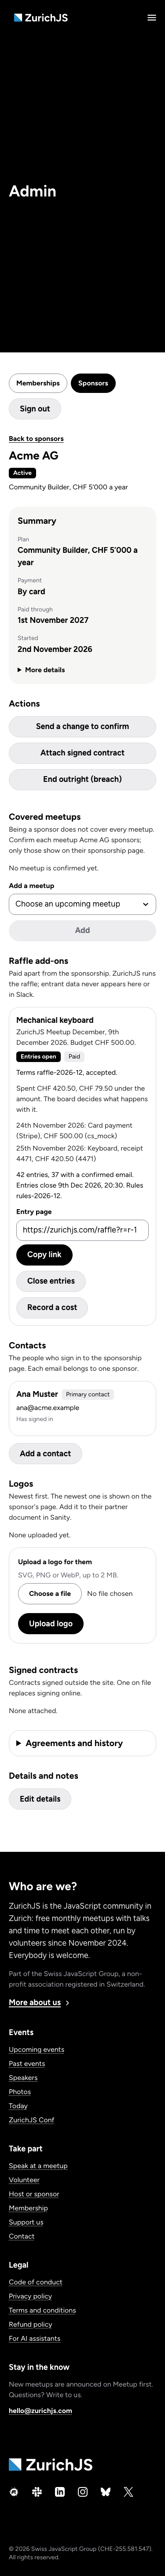 ZurichJS
Admin
Memberships
Sponsors
Sign out
Back to sponsors
Acme AG
Active
Community Builder, CHF 5'000 a year
Summary
Plan
Community Builder, CHF 5'000 a
year
Payment
By card
Paid through
1st November 2027
Started
2nd November 2026
More details
Actions
Send a change to confirm
Attach signed contract
End outright (breach)
Covered meetups
Being a sponsor does not cover every meetup.
Confirm each meetup Acme AG sponsors;
only those show on their sponsorship page.
No meetup is confirmed yet.
Add a meetup
Choose an upcoming meetup
Add
Raffle add-ons
Paid apart from the sponsorship. ZurichJS runs
the raffle; entrant data never appears here or
in Slack.
Mechanical keyboard
ZurichJS Meetup December, 9th
December 2026. Budget CHF 500.00.
Entries open
Paid
Terms raffle-2026-12, accepted.
Spent CHF 420.50, CHF 79.50 under the
amount. The board decides what happens
with it.
24th November 2026: Card payment
(Stripe), CHF 500.00 (cs_mock)
25th November 2026: Keyboard, receipt
4471, CHF 420.50 (4471)
42 entries, 37 with a confirmed email.
Entries close 9th Dec 2026, 20:30. Rules
rules-2026-12.
Entry page
https://zurichjs.com/raffle?r=r-1
Copy link
Close entries
Record a cost
Contacts
The people who sign in to the sponsorship
page. Each email belongs to one sponsor.
Ana Muster
Primary contact
ana@acme.example
Has signed in
Add a contact
Logos
Newest first. The newest one is shown on the
sponsor's page. Add it to their partner
document in Sanity.
None uploaded yet.
Upload a logo for them
SVG, PNG or WebP, up to 2 MB.
Choose a file
No file chosen
Upload logo
Signed contracts
Contracts signed outside the site. One on file
replaces signing online.
None attached.
Agreements and history
Details and notes
Edit details
Who are we?
ZurichJS is the JavaScript community in
Zurich: free monthly meetups with talks
and time to meet each other, run by
volunteers since November 2024.
Everybody is welcome.
Part of the Swiss JavaScript Group, a non-
profit association registered in Switzerland.
More about us
Events
Upcoming events
Past events
Speakers
Photos
Today
ZurichJS Conf
Take part
Speak at a meetup
Volunteer
Host or sponsor
Membership
Support us
Contact
Legal
Code of conduct
Privacy policy
Terms and conditions
Refund policy
For AI assistants
Stay in the know
New meetups are announced on Meetup first.
Questions? Write to us.
hello@zurichjs.com
ZurichJS
© 2026 Swiss JavaScript Group (CHE-255.581.547).
All rights reserved.